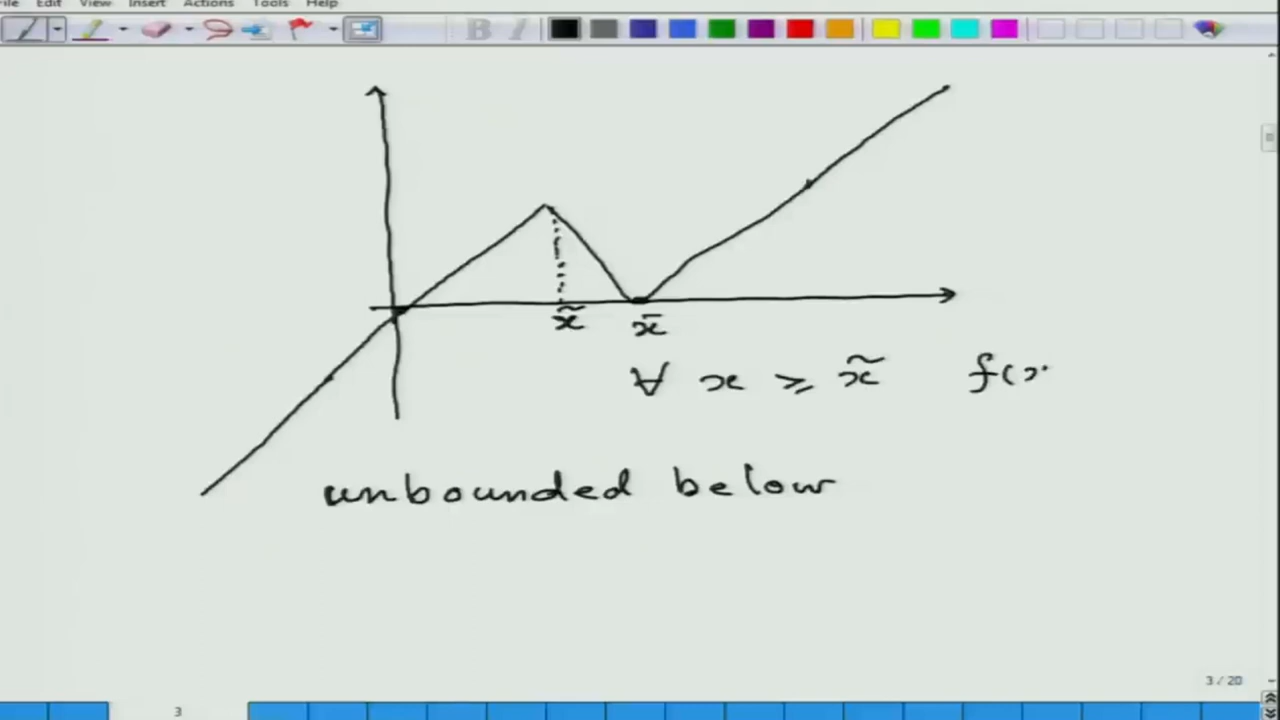 File Edit View Insert Actions Tools Help
x̃ x̄
∀ x ⩾ x̃ f(x
unbounded below
3 / 20
3